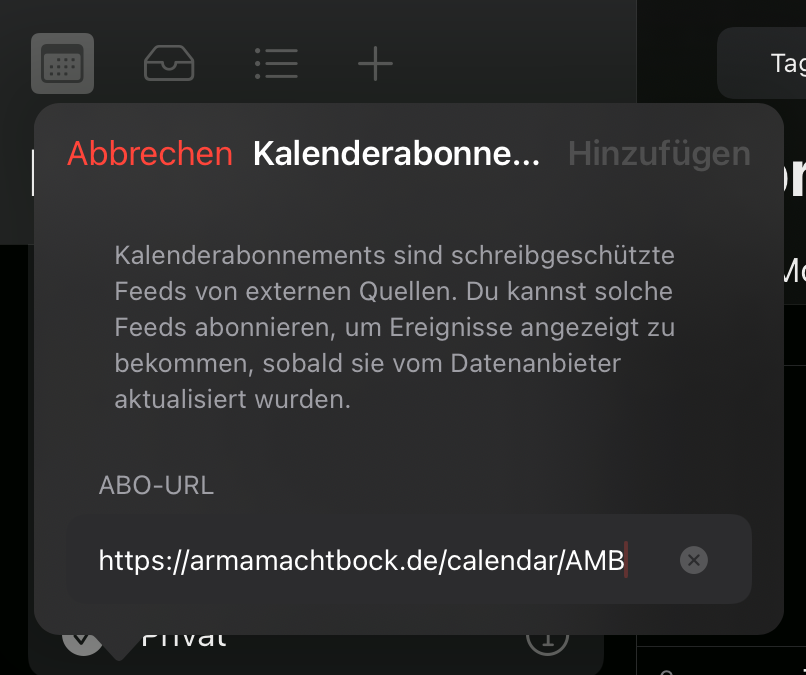 Tag
Abbrechen Kalenderabonne... Hinzufügen
Kalenderabonnements sind schreibgeschützte
Feeds von externen Quellen. Du kannst solche
Feeds abonnieren, um Ereignisse angezeigt zu
bekommen, sobald sie vom Datenanbieter
aktualisiert wurden.
ABO-URL
https://armamachtbock.de/calendar/AMB
Privat